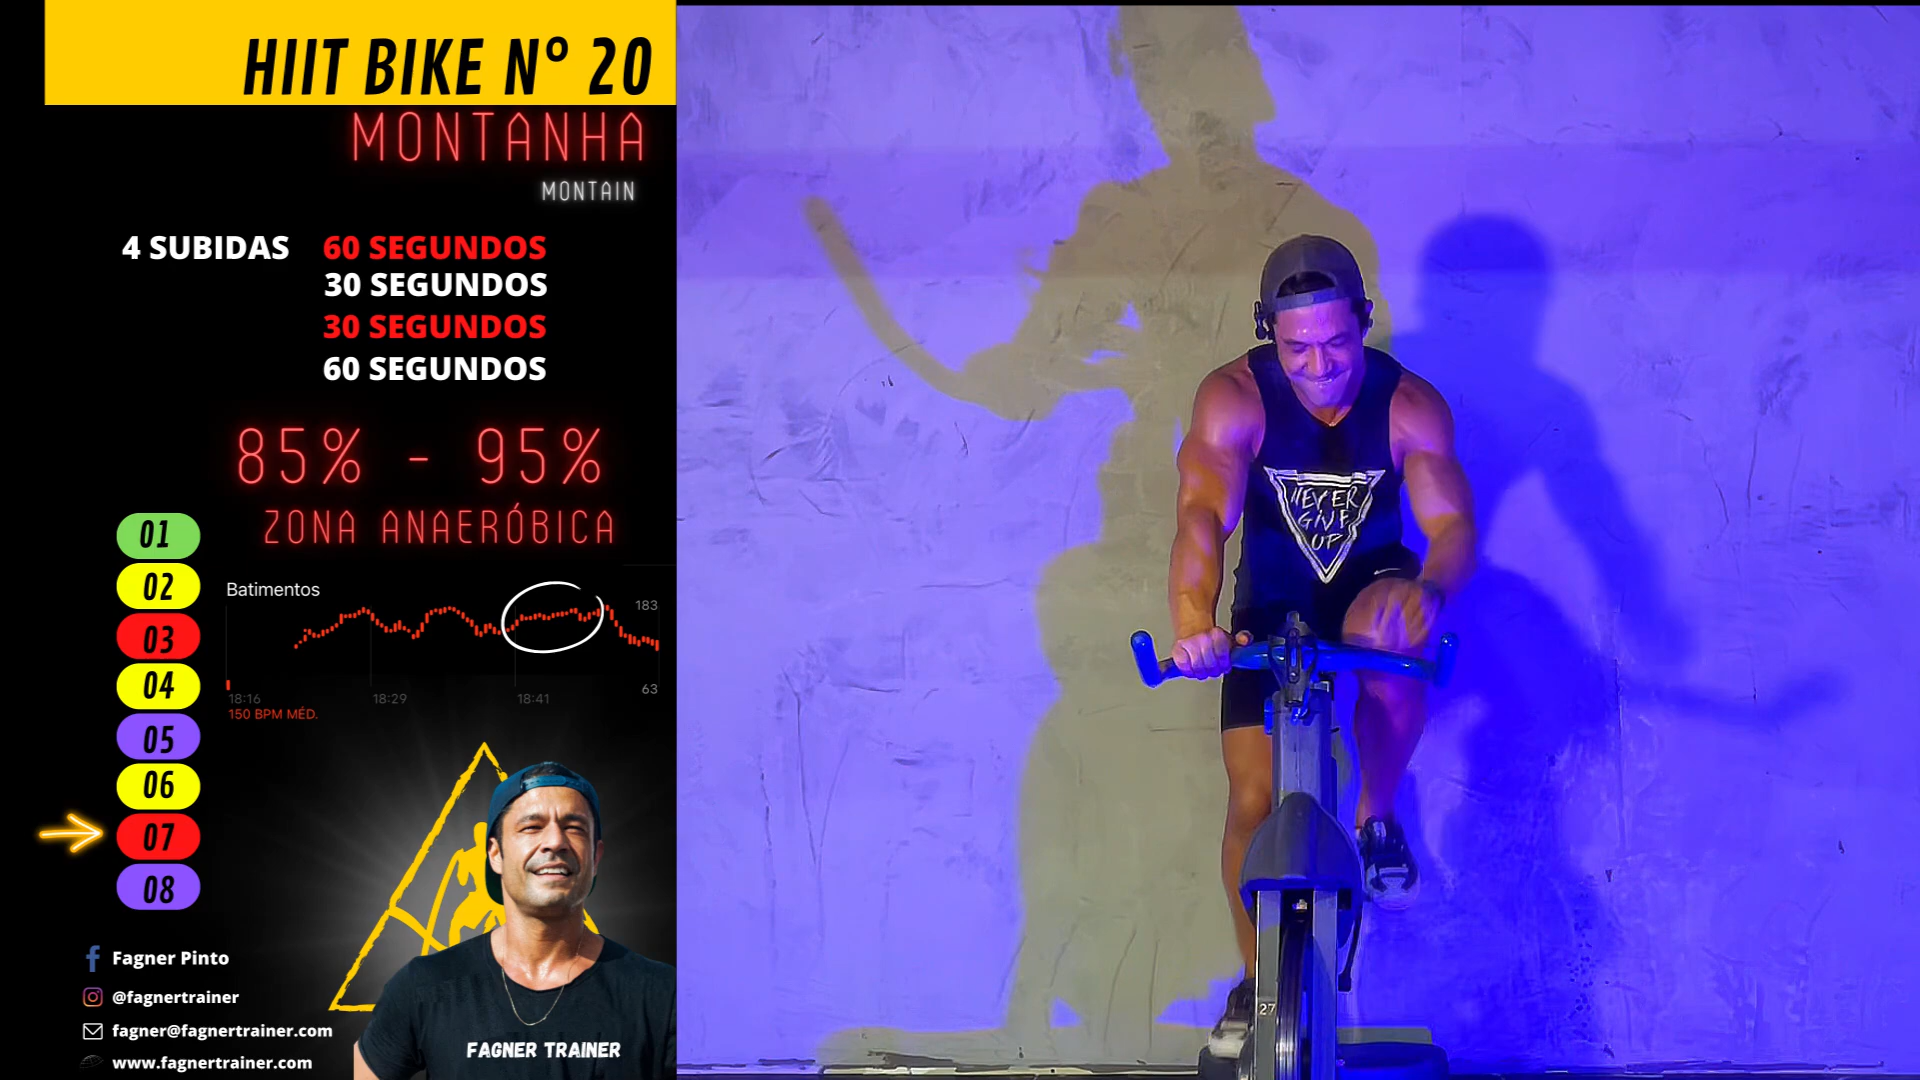 HIIT BIKE Nº 20
MONTANHA
MONTAIN
4 SUBIDAS 60 SEGUNDOS
30 SEGUNDOS
30 SEGUNDOS
60 SEGUNDOS
85% - 95%
ZONA ANAERÓBICA
01
02
03
04
05
06
07
08
Batimentos
183
63
18:16
18:29
18:41
150 BPM MÉD.
Fagner Pinto
@fagnertrainer
fagner@fagnertrainer.com
www.fagnertrainer.com
FAGNER TRAINER
NEVER
GIVE
UP
27